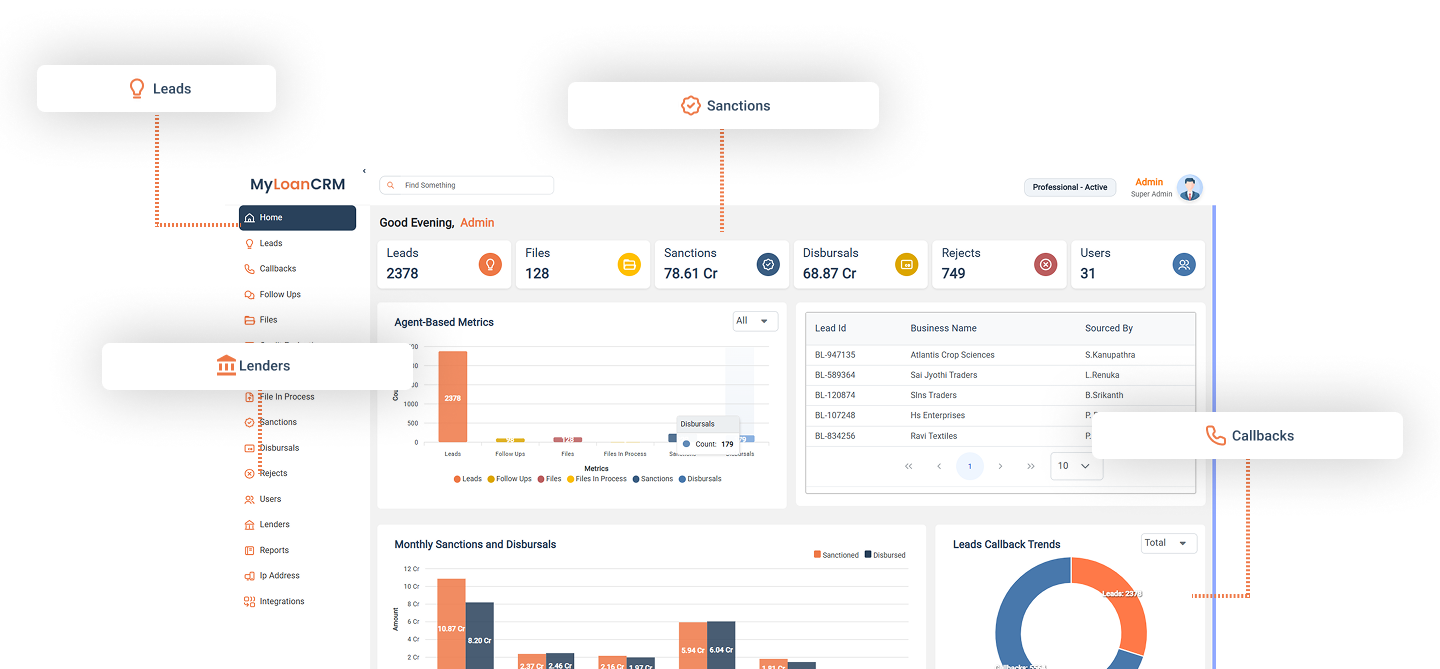 Leads
Sanctions
MyLoanCRM
Find Something
Professional - Active
Admin
Super Admin
Home
Leads
Callbacks
Follow Ups
Files
File In Process
Sanctions
Disbursals
Rejects
Users
Lenders
Reports
Ip Address
Integrations
Lenders
Good Evening, Admin
Leads
2378
Files
128
Sanctions
78.61 Cr
Disbursals
68.87 Cr
Rejects
749
Users
31
Agent-Based Metrics
All
1000
500
0
2378
128
Disbursals
Count: 179
Leads
Follow Ups
Files
Files In Process
Metrics
Leads Follow Ups Files Files In Process Sanctions Disbursals
Lead Id Business Name Sourced By
BL-947135 Atlantis Crop Sciences S.Kanupathra
BL-589364 Sai Jyothi Traders L.Renuka
BL-120874 SIns Traders B.Srikanth
BL-107248 Hs Enterprises
BL-834256 Ravi Textiles
1
10
Callbacks
Monthly Sanctions and Disbursals
Sanctioned Disbursed
Amount
12 Cr
10 Cr
8 Cr
6 Cr
4 Cr
2 Cr
10.87 Cr
8.20 Cr
2.37 Cr
2.46 Cr
2.16 Cr
1.97 Cr
5.94 Cr
6.04 Cr
1.81 Cr
Leads Callback Trends
Total
Leads: 2378